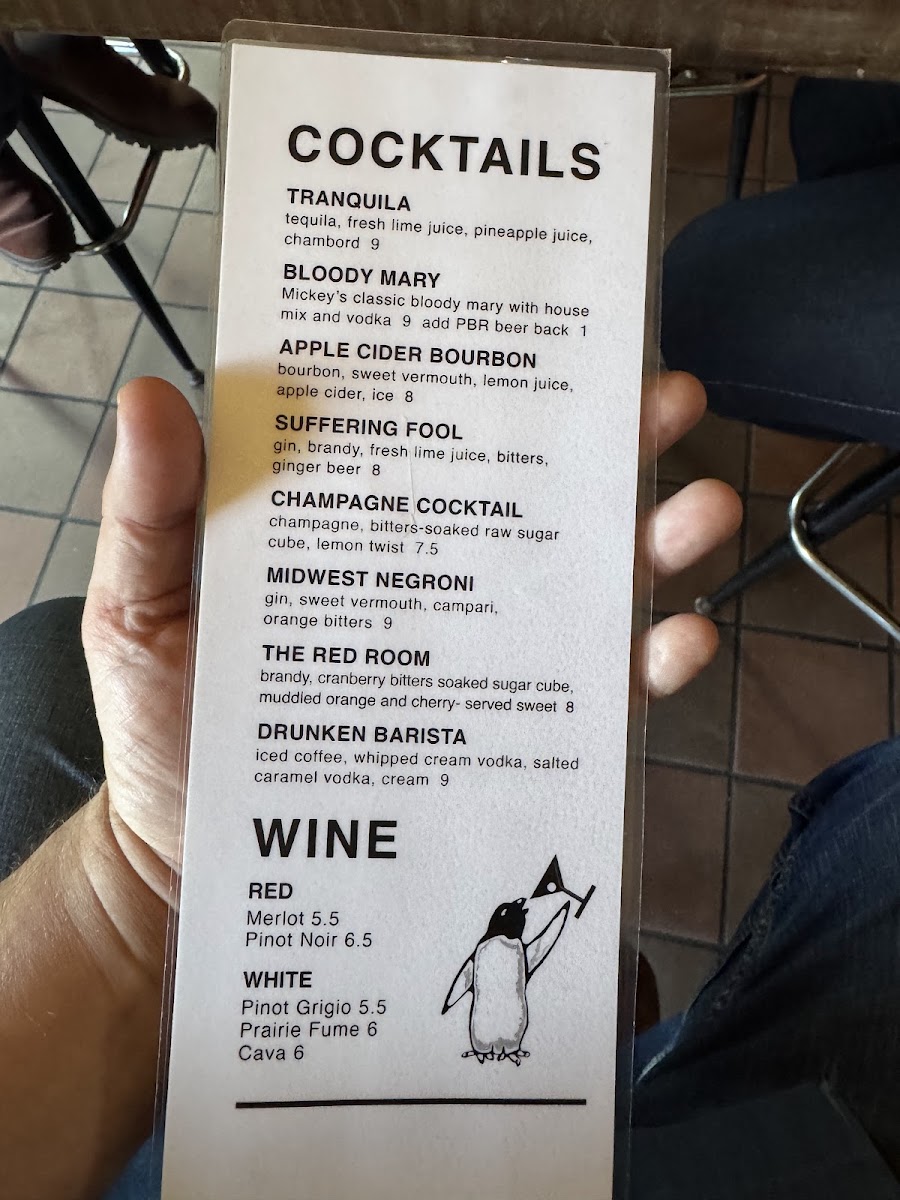 COCKTAILS
TRANQUILA
tequila, fresh lime juice, pineapple juice,
chambord 9
BLOODY MARY
Mickey's classic bloody mary with house
mix and vodka 9 add PBR beer back 1
APPLE CIDER BOURBON
bourbon, sweet vermouth, lemon juice,
apple cider, ice 8
SUFFERING FOOL
gin, brandy, fresh lime juice, bitters,
ginger beer 8
CHAMPAGNE COCKTAIL
champagne, bitters-soaked raw sugar
cube, lemon twist 7.5
MIDWEST NEGRONI
gin, sweet vermouth, campari,
orange bitters 9
THE RED ROOM
brandy, cranberry bitters soaked sugar cube,
muddled orange and cherry- served sweet 8
DRUNKEN BARISTA
iced coffee, whipped cream vodka, salted
caramel vodka, cream 9
WINE
RED
Merlot 5.5
Pinot Noir 6.5
WHITE
Pinot Grigio 5.5
Prairie Fume 6
Cava 6